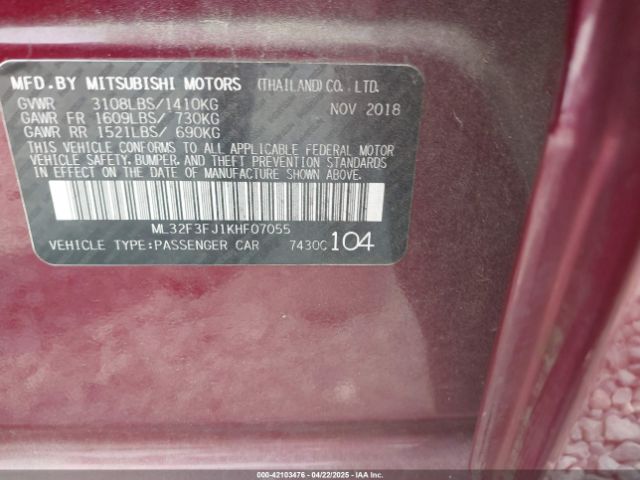 MFD.BY MITSUBISHI MOTORS (THAILAND) CO., LTD.
GVWR 3108LBS/1410KG NOV 2018
GAWR FR 1609LBS/ 730KG
GAWR RR 1521LBS/ 690KG
THIS VEHICLE CONFORMS TO ALL APPLICABLE FEDERAL MOTOR
VEHICLE SAFETY, BUMPER, AND THEFT PREVENTION STANDARDS
IN EFFECT ON THE DATE OF MANUFACTURE SHOWN ABOVE.
ML32F3FJ1KHF07055
VEHICLE TYPE:PASSENGER CAR 7430C 104
000-42103476 - 04/22/2025 - IAAI.com